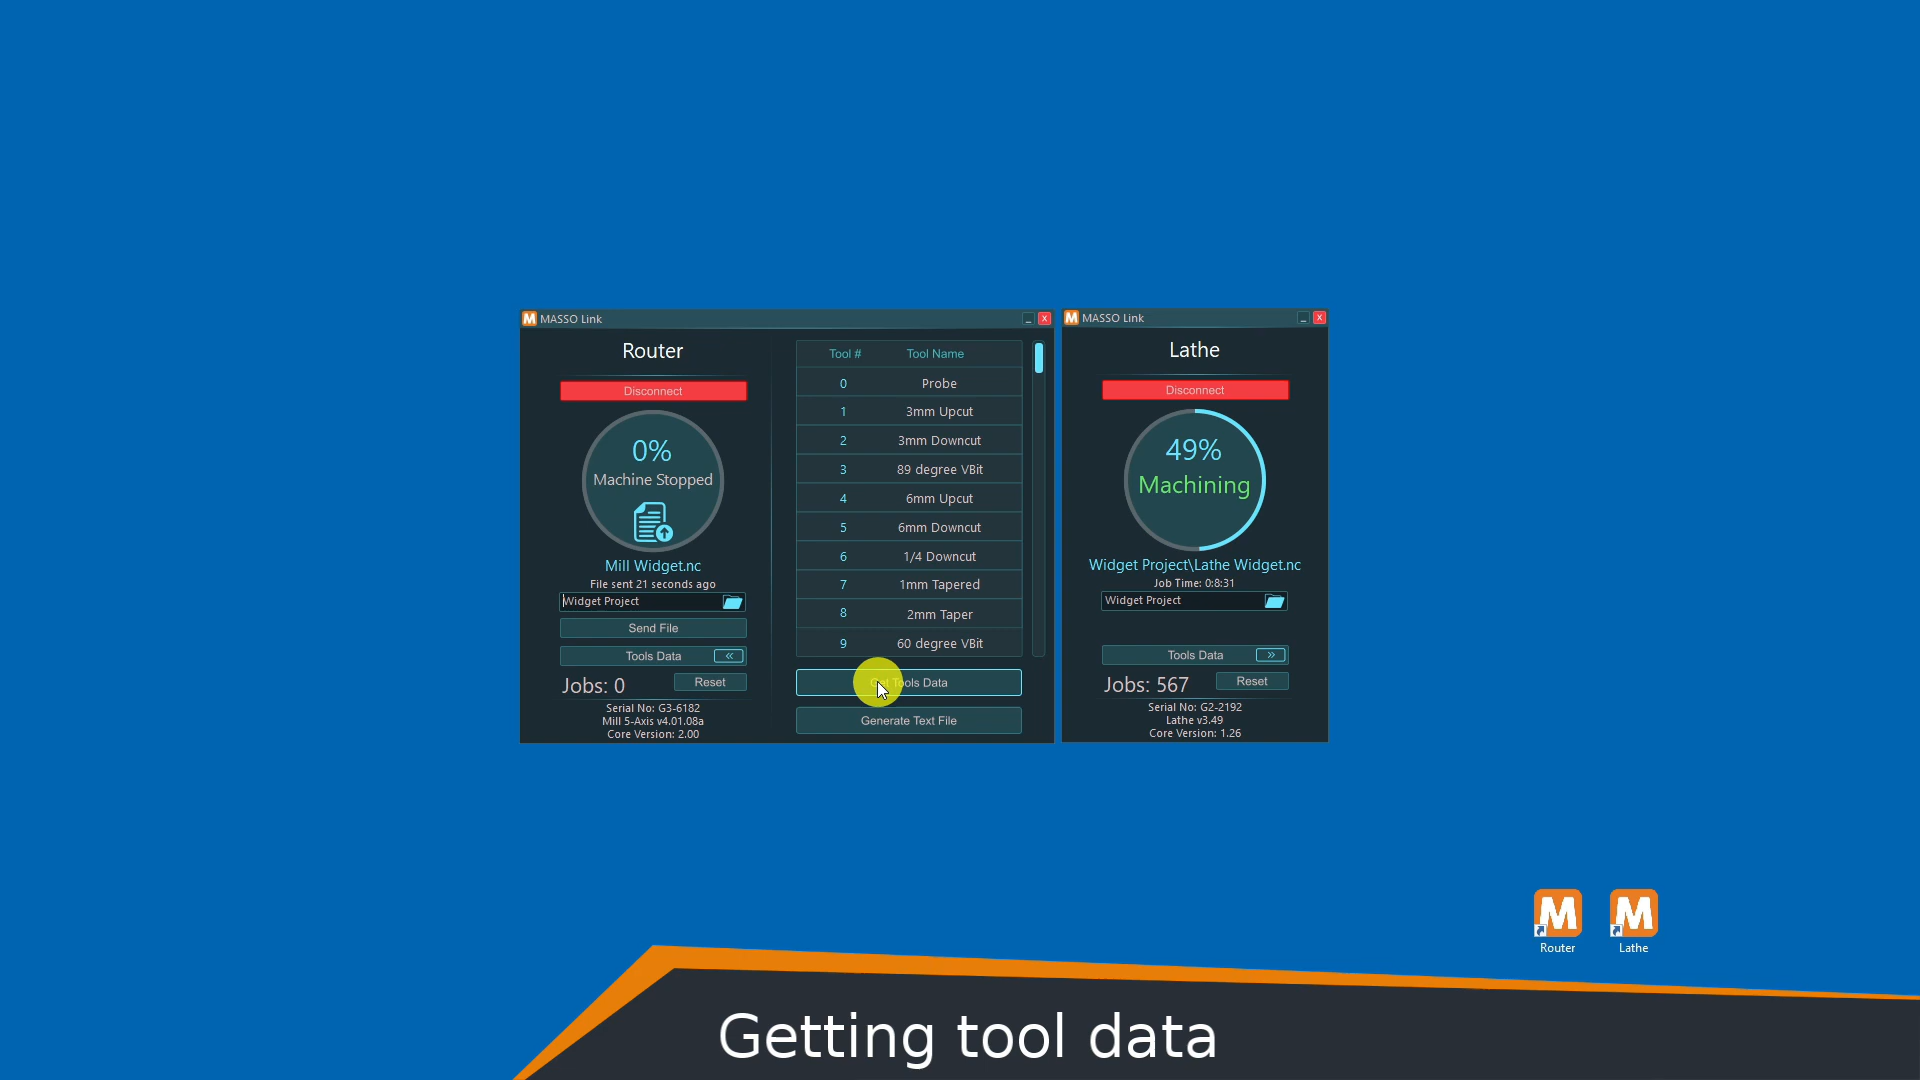 MASSO Link
Router
Disconnect
0%
Machine Stopped
Mill Widget.nc
File sent 21 seconds ago
Widget Project
Send File
Tools Data «
Jobs: 0 Reset
Serial No: G3-6182
Mill 5-Axis v4.01.08a
Core Version: 2.00
Tool # Tool Name
0 Probe
1 3mm Upcut
2 3mm Downcut
3 89 degree VBit
4 6mm Upcut
5 6mm Downcut
6 1/4 Downcut
7 1mm Tapered
8 2mm Taper
9 60 degree VBit
Get Tools Data
Generate Text File
MASSO Link
Lathe
Disconnect
49%
Machining
Widget Project\Lathe Widget.nc
Job Time: 0:8:31
Widget Project
Tools Data »
Jobs: 567 Reset
Serial No: G2-2192
Lathe v3.49
Core Version: 1.26
Router
Lathe
Getting tool data